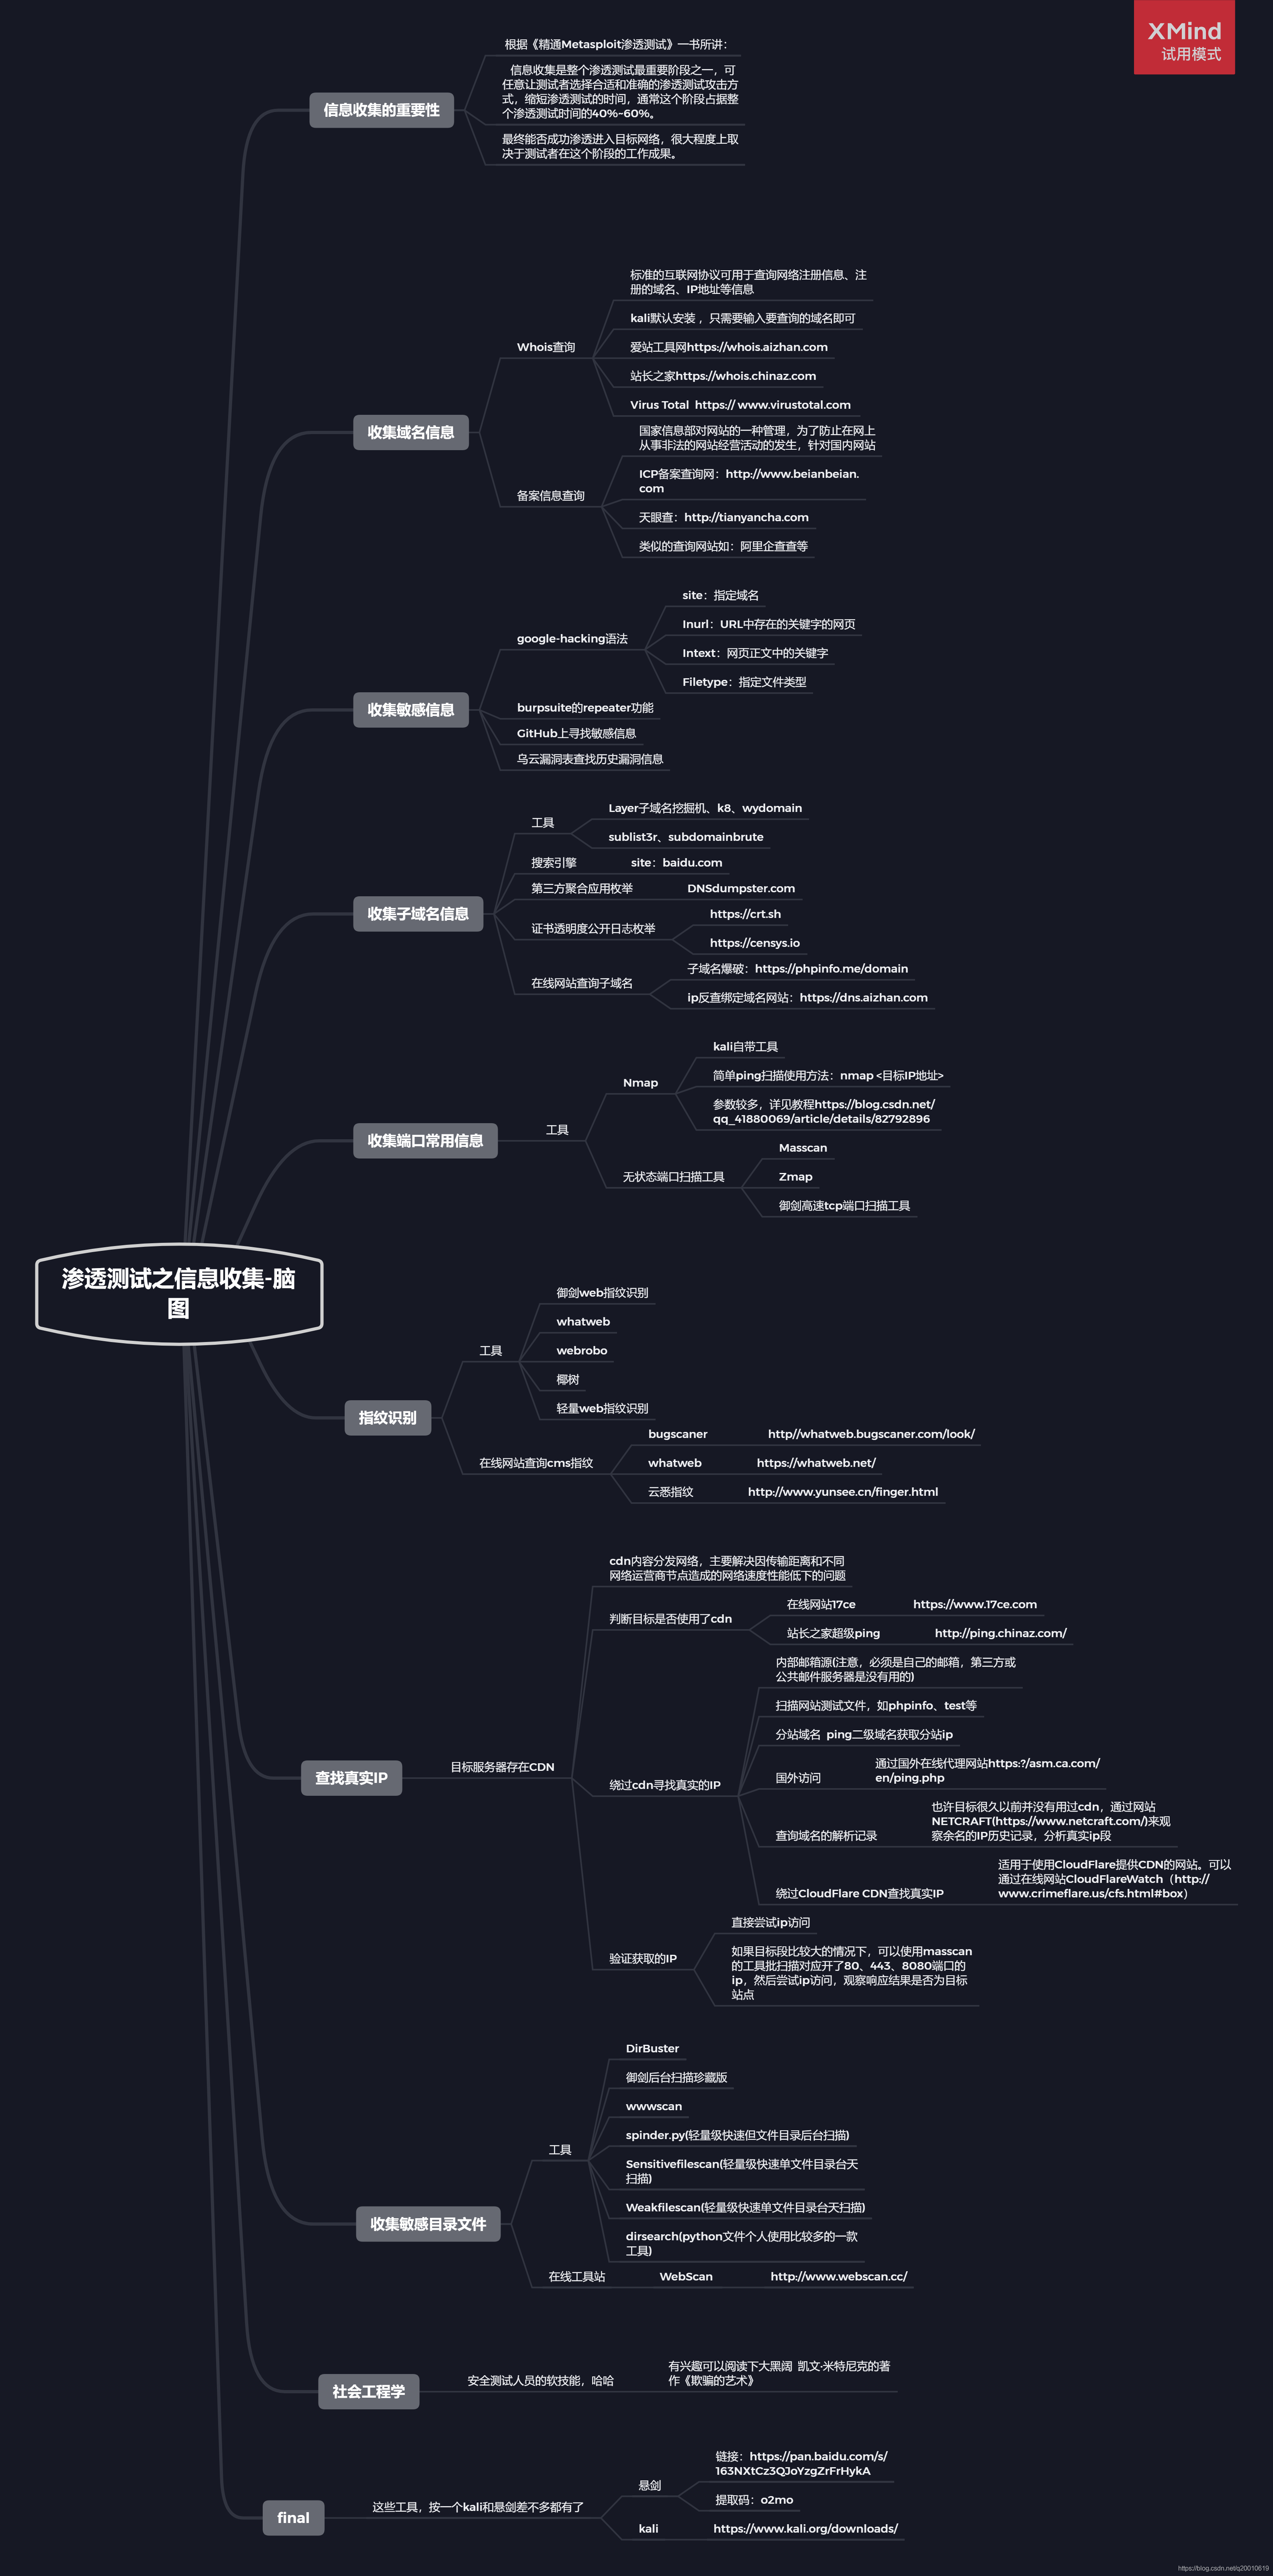 XMind
试用模式
根据《精通Metasploit渗透测试》一书所讲：
信息收集是整个渗透测试最重要阶段之一，可
任意让测试者选择合适和准确的渗透测试攻击方
式，缩短渗透测试的时间，通常这个阶段占据整
个渗透测试时间的40%~60%。
信息收集的重要性
最终能否成功渗透进入目标网络，很大程度上取
决于测试者在这个阶段的工作成果。
标准的互联网协议可用于查询网络注册信息、注
册的域名、IP地址等信息
kali默认安装 ，只需要输入要查询的域名即可
Whois查询
爱站工具网https://whois.aizhan.com
站长之家https://whois.chinaz.com
Virus Total  https:// www.virustotal.com
收集域名信息
国家信息部对网站的一种管理，为了防止在网上
从事非法的网站经营活动的发生，针对国内网站
ICP备案查询网：http://www.beianbeian.
com
备案信息查询
天眼查：http://tianyancha.com
类似的查询网站如：阿里企查查等
site：指定域名
Inurl：URL中存在的关键字的网页
google-hacking语法
Intext：网页正文中的关键字
Filetype：指定文件类型
收集敏感信息
burpsuite的repeater功能
GitHub上寻找敏感信息
乌云漏洞表查找历史漏洞信息
Layer子域名挖掘机、k8、wydomain
工具
sublist3r、subdomainbrute
搜索引擎
site：baidu.com
第三方聚合应用枚举
DNSdumpster.com
收集子域名信息
https://crt.sh
证书透明度公开日志枚举
https://censys.io
子域名爆破：https://phpinfo.me/domain
在线网站查询子域名
ip反查绑定域名网站：https://dns.aizhan.com
kali自带工具
简单ping扫描使用方法：nmap <目标IP地址>
Nmap
参数较多，详见教程https://blog.csdn.net/
qq_41880069/article/details/82792896
收集端口常用信息
工具
Masscan
无状态端口扫描工具
Zmap
御剑高速tcp端口扫描工具
渗透测试之信息收集-脑
图
御剑web指纹识别
whatweb
工具
webrobo
椰树
轻量web指纹识别
指纹识别
bugscaner
http//whatweb.bugscaner.com/look/
在线网站查询cms指纹
whatweb
https://whatweb.net/
云悉指纹
http://www.yunsee.cn/finger.html
cdn内容分发网络，主要解决因传输距离和不同
网络运营商节点造成的网络速度性能低下的问题
判断目标是否使用了cdn
在线网站17ce
https://www.17ce.com
站长之家超级ping
http://ping.chinaz.com/
内部邮箱源(注意，必须是自己的邮箱，第三方或
公共邮件服务器是没有用的)
扫描网站测试文件，如phpinfo、test等
分站域名  ping二级域名获取分站ip
查找真实IP
目标服务器存在CDN
绕过cdn寻找真实的IP
国外访问
通过国外在线代理网站https:?/asm.ca.com/
en/ping.php
查询域名的解析记录
也许目标很久以前并没有用过cdn，通过网站
NETCRAFT(https://www.netcraft.com/)来观
察余名的IP历史记录，分析真实ip段
绕过CloudFlare CDN查找真实IP
适用于使用CloudFlare提供CDN的网站。可以
通过在线网站CloudFlareWatch（http://
www.crimeflare.us/cfs.html#box）
直接尝试ip访问
验证获取的IP
如果目标段比较大的情况下，可以使用masscan
的工具批扫描对应开了80、443、8080端口的
ip，然后尝试ip访问，观察响应结果是否为目标
站点
DirBuster
御剑后台扫描珍藏版
wwwscan
spinder.py(轻量级快速但文件目录后台扫描)
工具
Sensitivefilescan(轻量级快速单文件目录台天
扫描)
Weakfilescan(轻量级快速单文件目录台天扫描)
收集敏感目录文件
dirsearch(python文件个人使用比较多的一款
工具)
在线工具站
WebScan
http://www.webscan.cc/
社会工程学
安全测试人员的软技能，哈哈
有兴趣可以阅读下大黑阔  凯文·米特尼克的著
作《欺骗的艺术》
final
这些工具，按一个kali和悬剑差不多都有了
悬剑
链接：https://pan.baidu.com/s/
163NXtCz3QJoYzgZrFrHykA
提取码：o2mo
kali
https://www.kali.org/downloads/
https://blog.csdn.net/q20010619